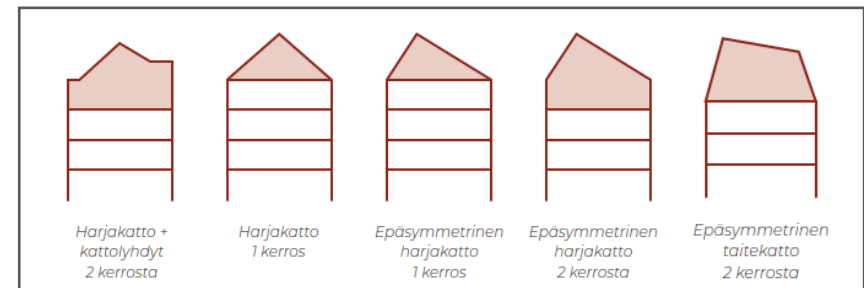 Harjakatto +
kattolyhdyt
2 kerrosta
Harjakatto
1 kerros
Epäsymmetrinen
harjakatto
1 kerros
Epäsymmetrinen
harjakatto
2 kerrosta
Epäsymmetrinen
taitekatto
2 kerrosta